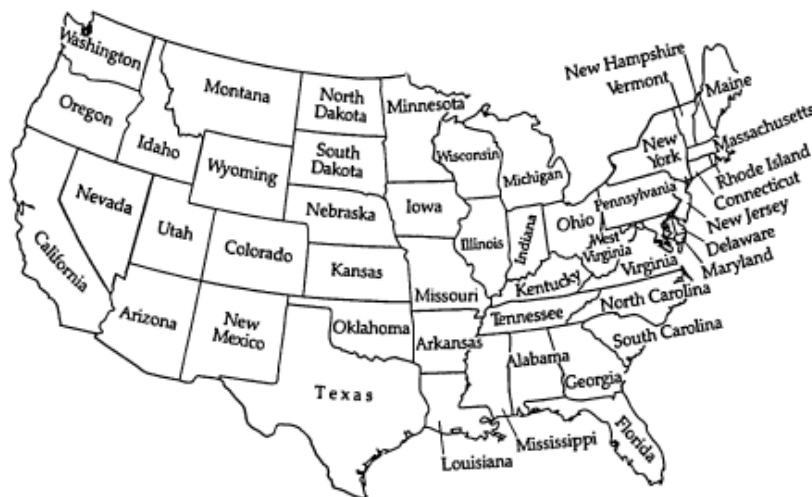 Washington
Montana
North
Dakota
Minnesota
New Hampshire
Vermont
Maine
Oregon
Idaho
Wyoming
South
Dakota
Wisconsin
Michigan
New
York
Massachusetts
Rhode Island
Connecticut
New Jersey
Delaware
Maryland
Nevada
Utah
Colorado
Nebraska
Iowa
Illinois
Indiana
Ohio
Pennsylvania
West
Virginia
Virginia
California
Kansas
Missouri
Kentucky
Arizona
New
Mexico
Oklahoma
Arkansas
Tennessee
North Carolina
South Carolina
Texas
Alabama
Georgia
Louisiana
Mississippi
Florida